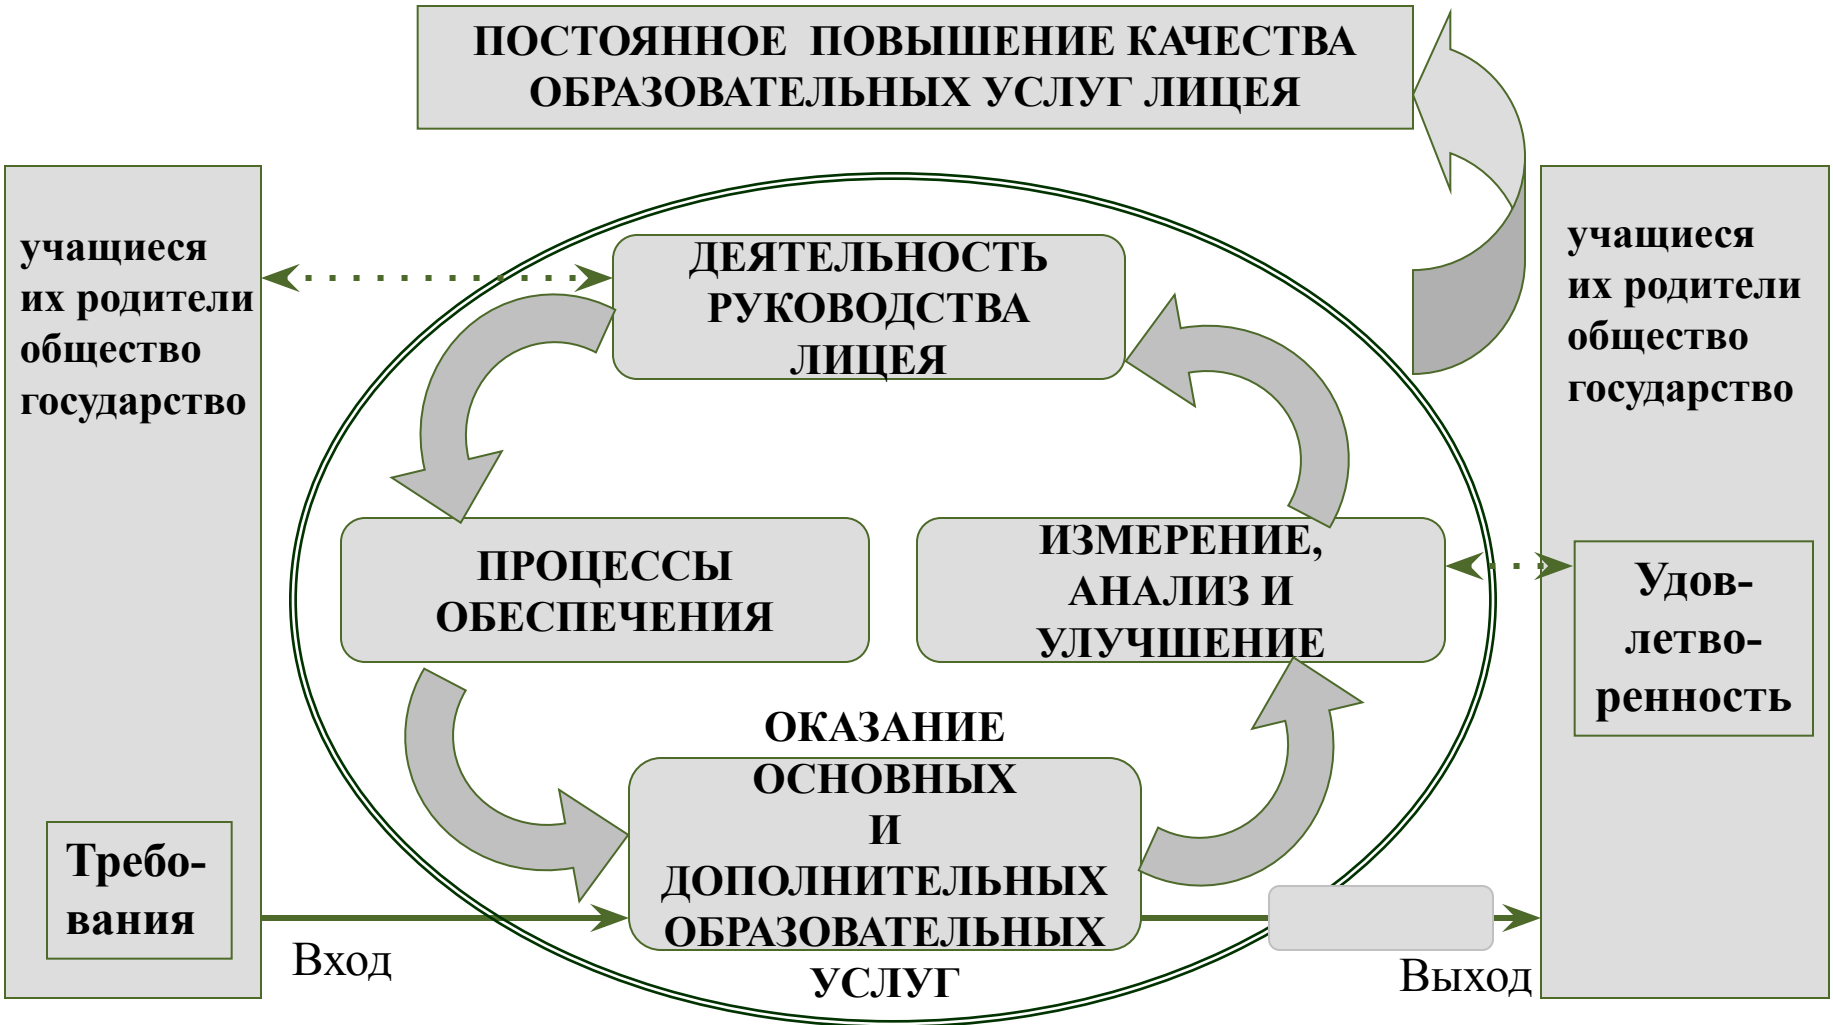 ПОСТОЯННОЕ ПОВЫШЕНИЕ КАЧЕСТВА
ОБРАЗОВАТЕЛЬНЫХ УСЛУГ ЛИЦЕЯ
учащиеся
их родители
общество
государство
Требо-
вания
Вход
ДЕЯТЕЛЬНОСТЬ
РУКОВОДСТВА
ЛИЦЕЯ
ПРОЦЕССЫ
ОБЕСПЕЧЕНИЯ
ИЗМЕРЕНИЕ,
АНАЛИЗ И
УЛУЧШЕНИЕ
ОКАЗАНИЕ
ОСНОВНЫХ
И
ДОПОЛНИТЕЛЬНЫХ
ОБРАЗОВАТЕЛЬНЫХ
УСЛУГ
учащиеся
их родители
общество
государство
Удов-
летво-
ренность
Выход